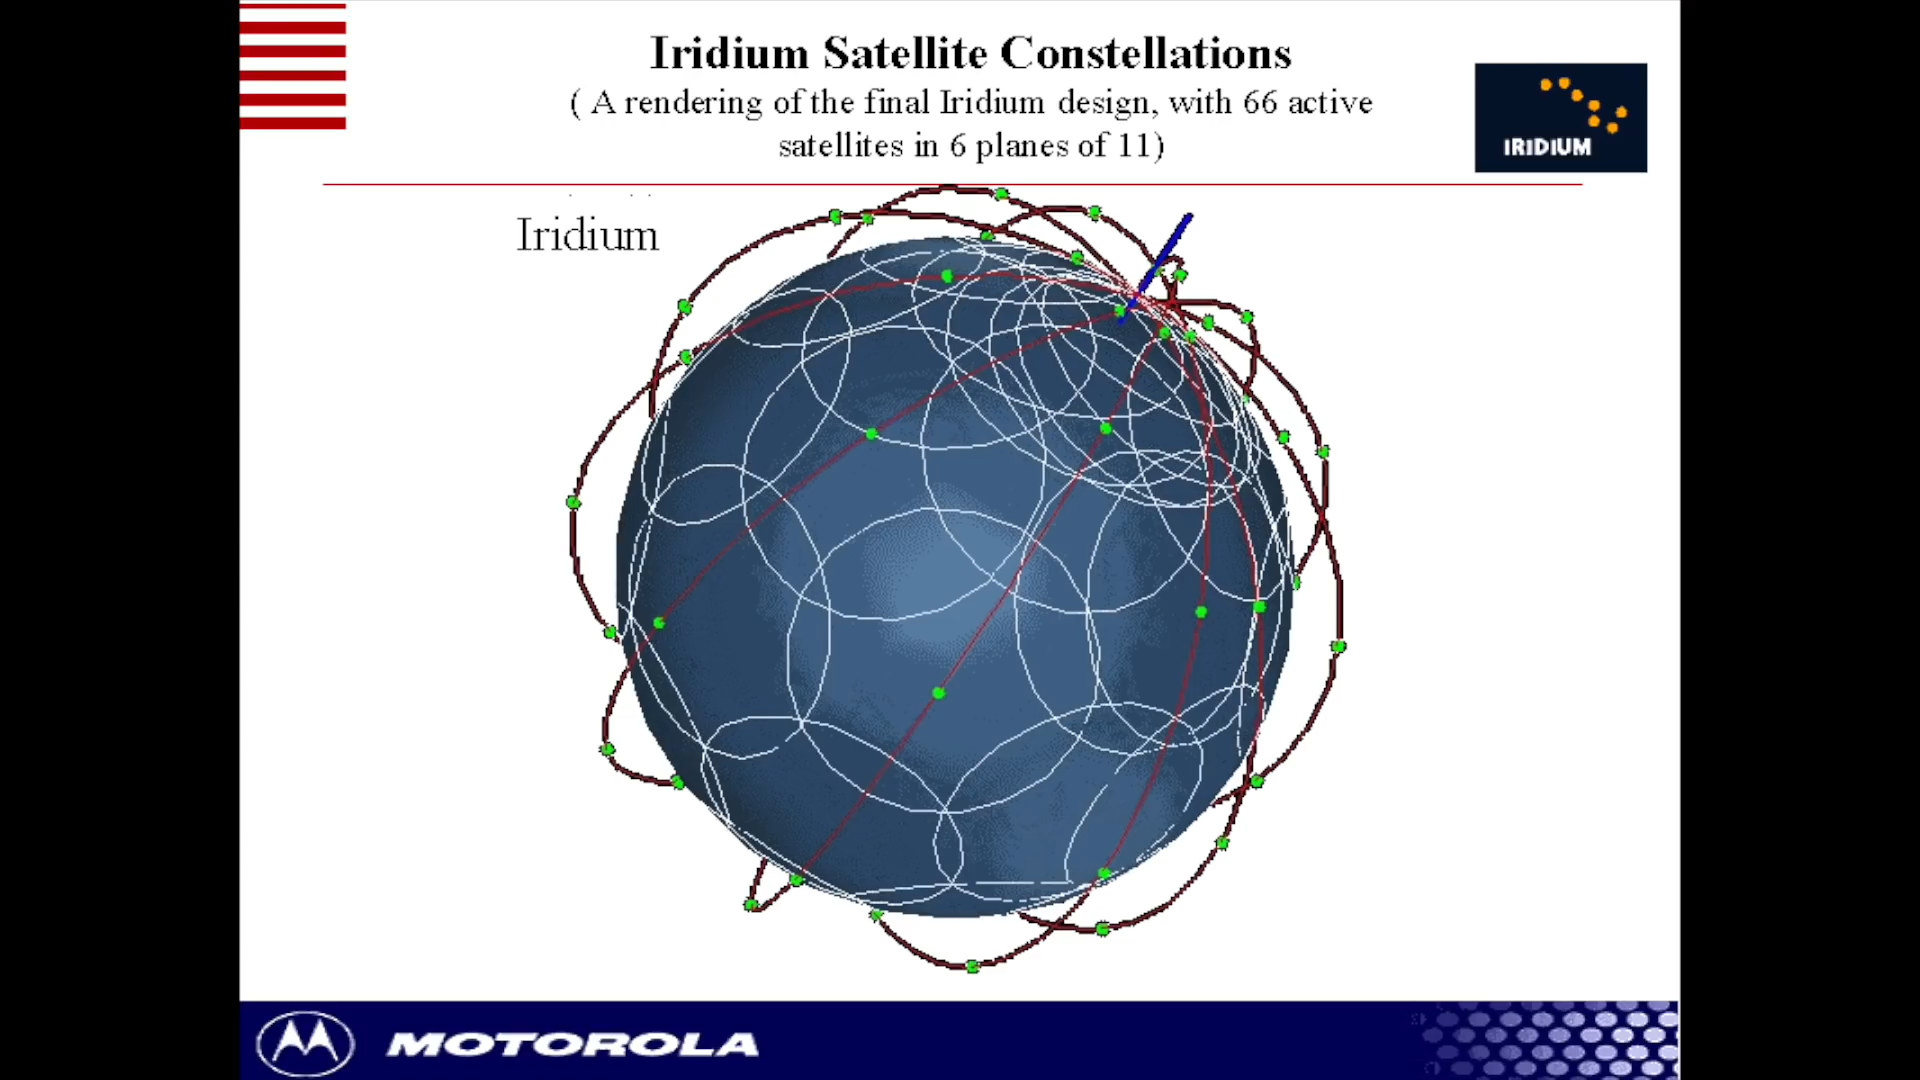 Iridium Satellite Constellations
( A rendering of the final Iridium design, with 66 active
satellites in 6 planes of 11)
IRIDIUM
Iridium
MOTOROLA